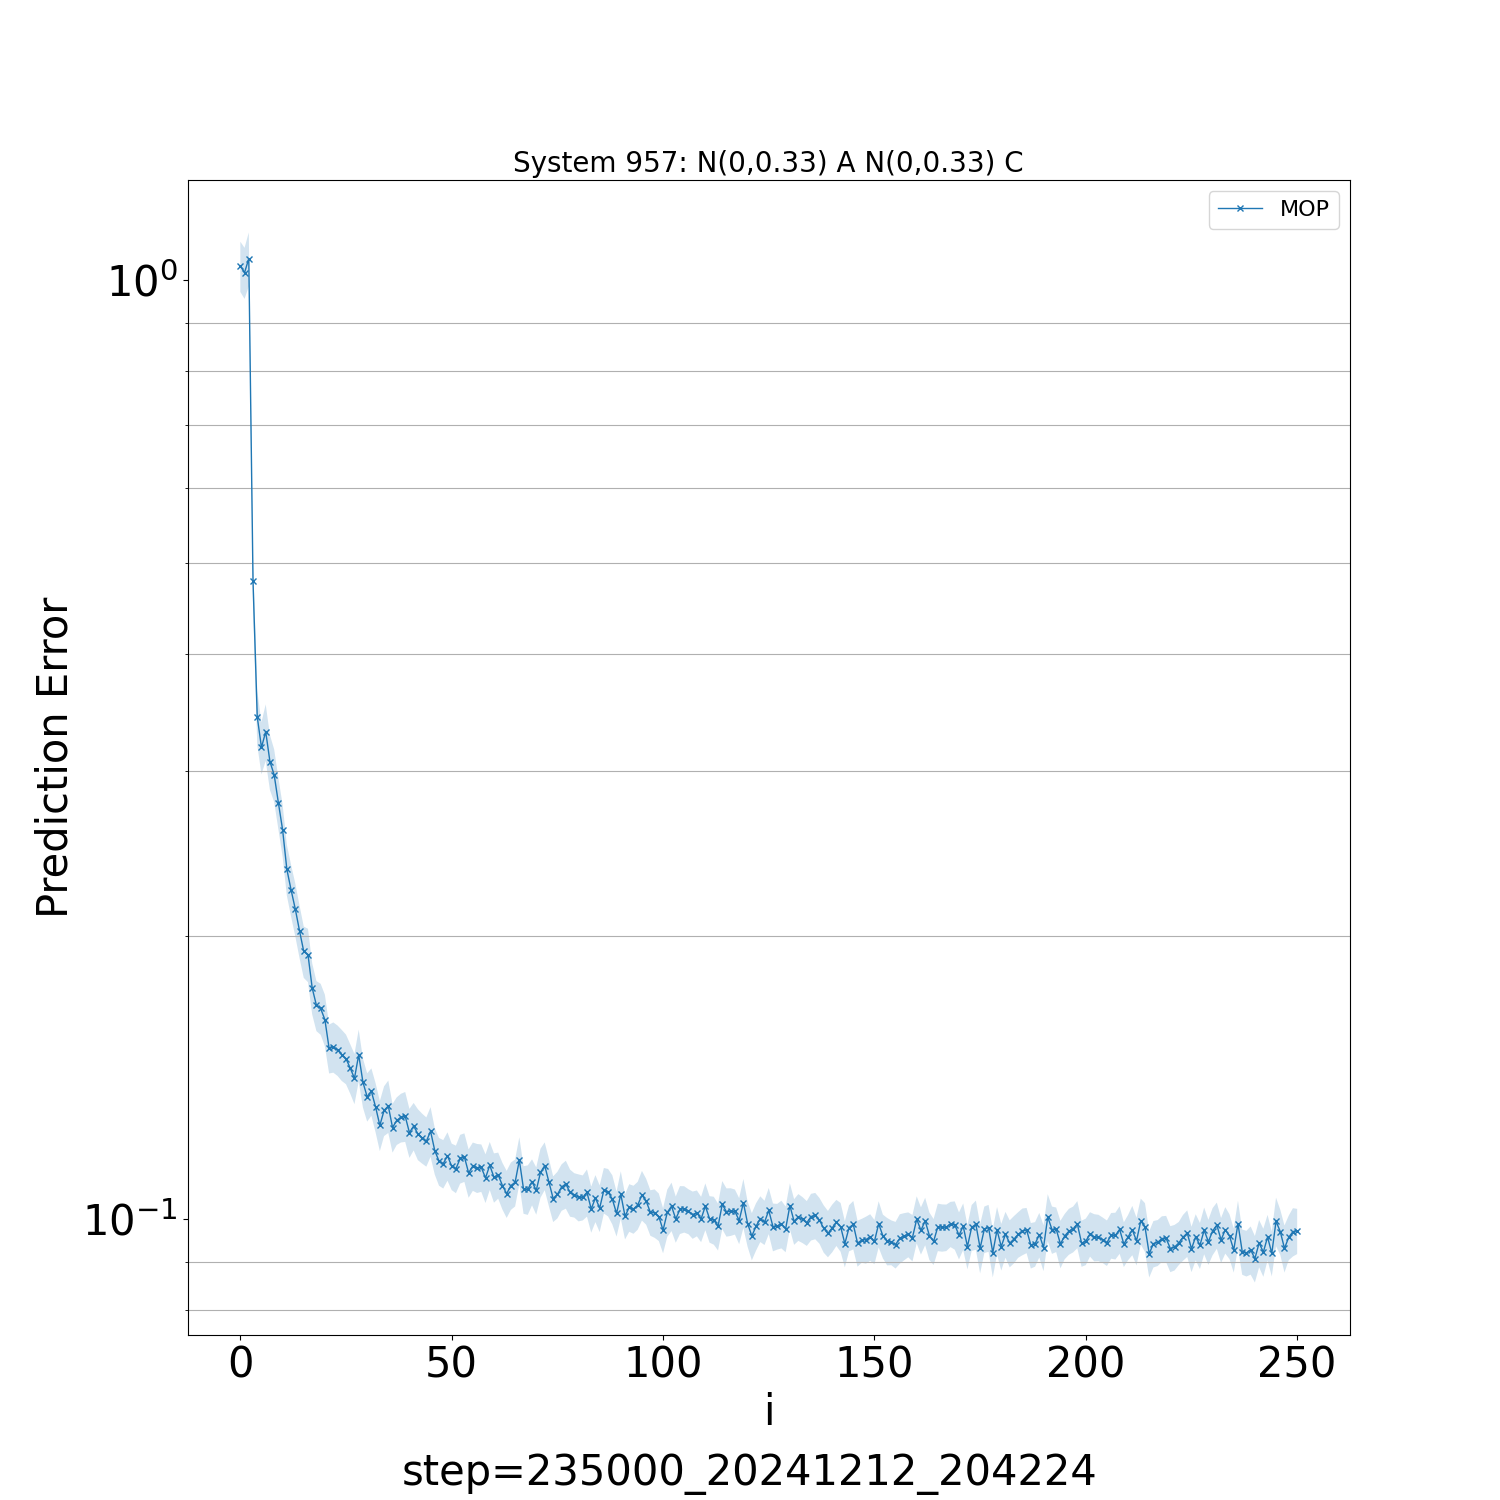 System 957: N(0,0.33) A N(0,0.33) C
MOP
10⁰
10⁻¹
Prediction Error
0 50 100 150 200 250
i
step=235000_20241212_204224